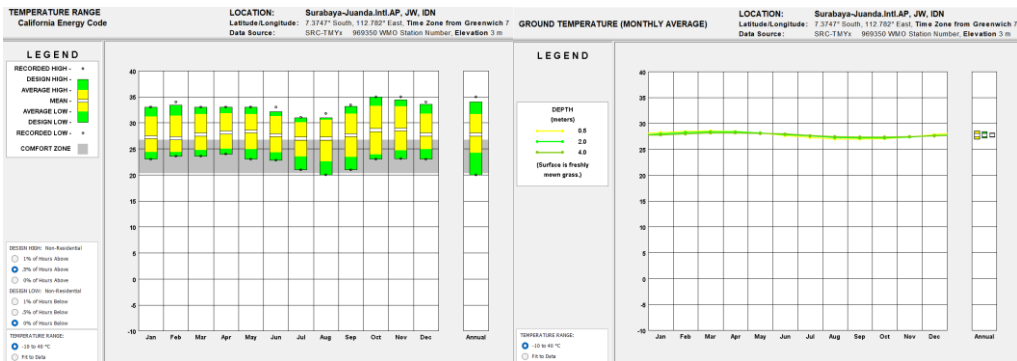 TEMPERATURE RANGE
California Energy Code
LOCATION: Surabaya-Juanda.Intl.AP, JW, IDN
Latitude/Longitude: 7.3747° South, 112.782° East, Time Zone from Greenwich 7
Data Source: SRC-TMYx 969350 WMO Station Number, Elevation 3 m
LEGEND
RECORDED HIGH -
DESIGN HIGH -
AVERAGE HIGH -
MEAN -
AVERAGE LOW -
DESIGN LOW -
RECORDED LOW -
COMFORT ZONE
DESIGN HIGH: Non-Residential
1% of Hours Above
.5% of Hours Above
0% of Hours Above
DESIGN LOW: Non-Residential
1% of Hours Below
.5% of Hours Below
0% of Hours Below
TEMPERATURE RANGE:
-10 to 40 °C
Fit to Data
40
35
30
25
20
15
10
5
0
-5
-10
Jan Feb Mar Apr May Jun Jul Aug Sep Oct Nov Dec Annual
GROUND TEMPERATURE (MONTHLY AVERAGE)
LOCATION: Surabaya-Juanda.Intl.AP, JW, IDN
Latitude/Longitude: 7.3747° South, 112.782° East, Time Zone from Greenwich 7
Data Source: SRC-TMYx 969350 WMO Station Number, Elevation 3 m
LEGEND
DEPTH
(meters)
0.5
2.0
4.0
(Surface is freshly
mown grass.)
TEMPERATURE RANGE:
-10 to 40 °C
Fit to Data
40
35
30
25
20
15
10
5
0
-5
-10
Jan Feb Mar Apr May Jun Jul Aug Sep Oct Nov Dec Annual